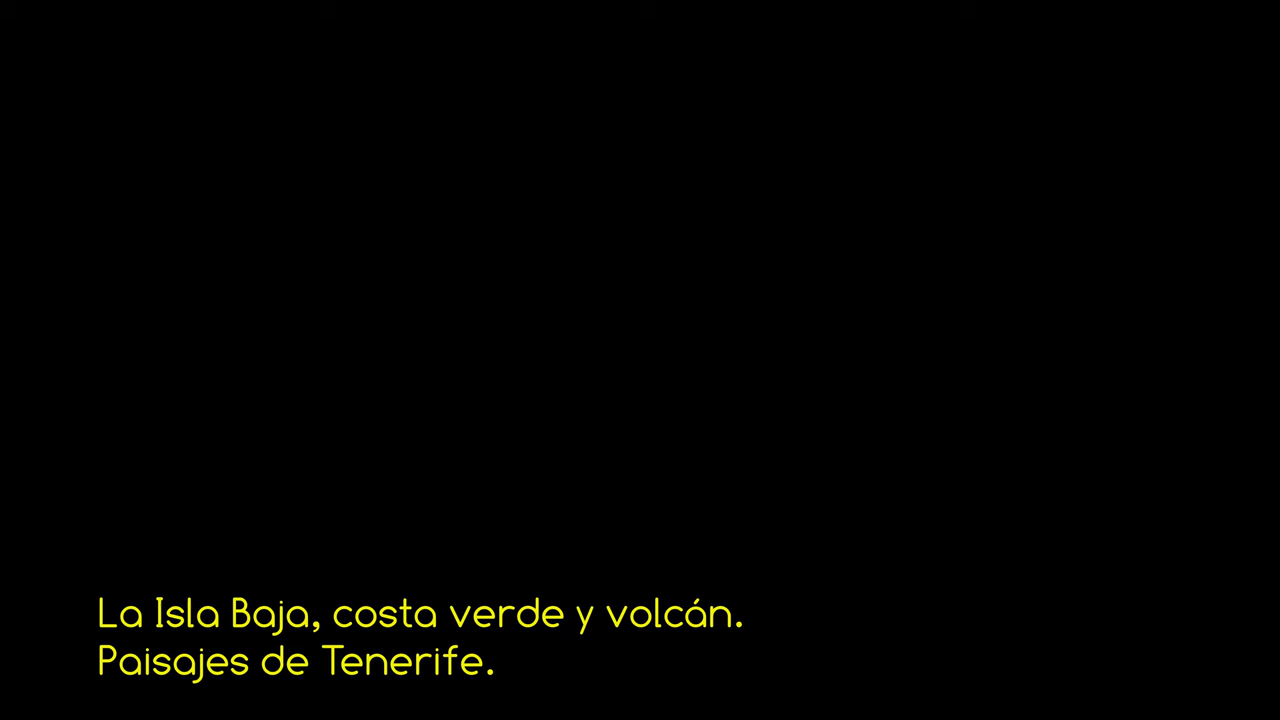 La Isla Baja, costa verde y volcán.
Paisajes de Tenerife.